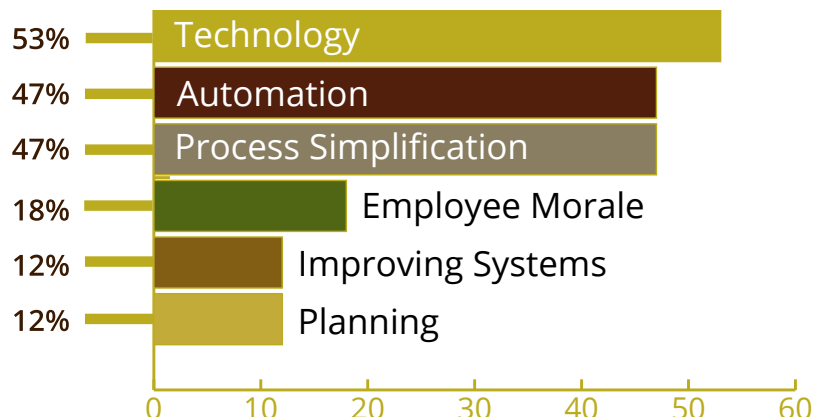 53% Technology
47% Automation
47% Process Simplification
18% Employee Morale
12% Improving Systems
12% Planning
0 10 20 30 40 50 60